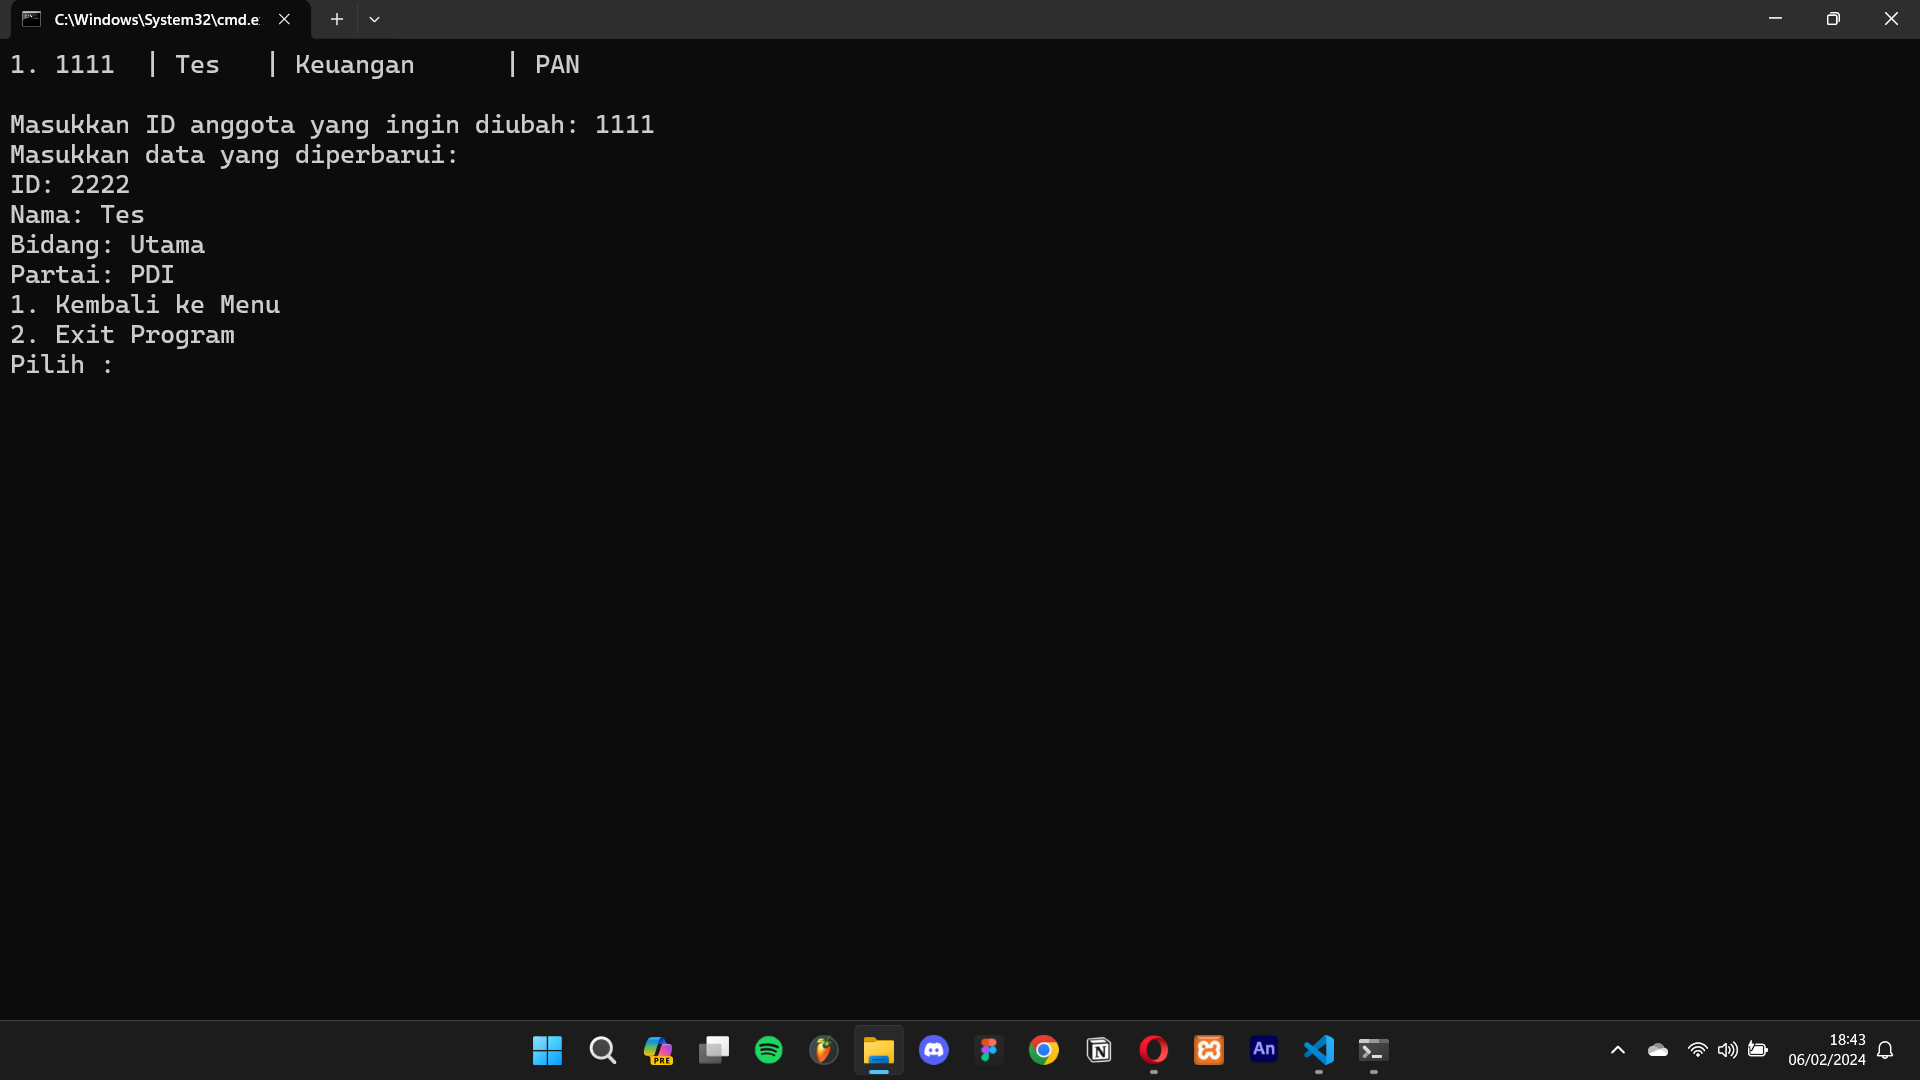 C:\Windows\System32\cmd.e
1. 1111 | Tes | Keuangan | PAN
Masukkan ID anggota yang ingin diubah: 1111
Masukkan data yang diperbarui:
ID: 2222
Nama: Tes
Bidang: Utama
Partai: PDI
1. Kembali ke Menu
2. Exit Program
Pilih :
PRE
An
18:43
06/02/2024